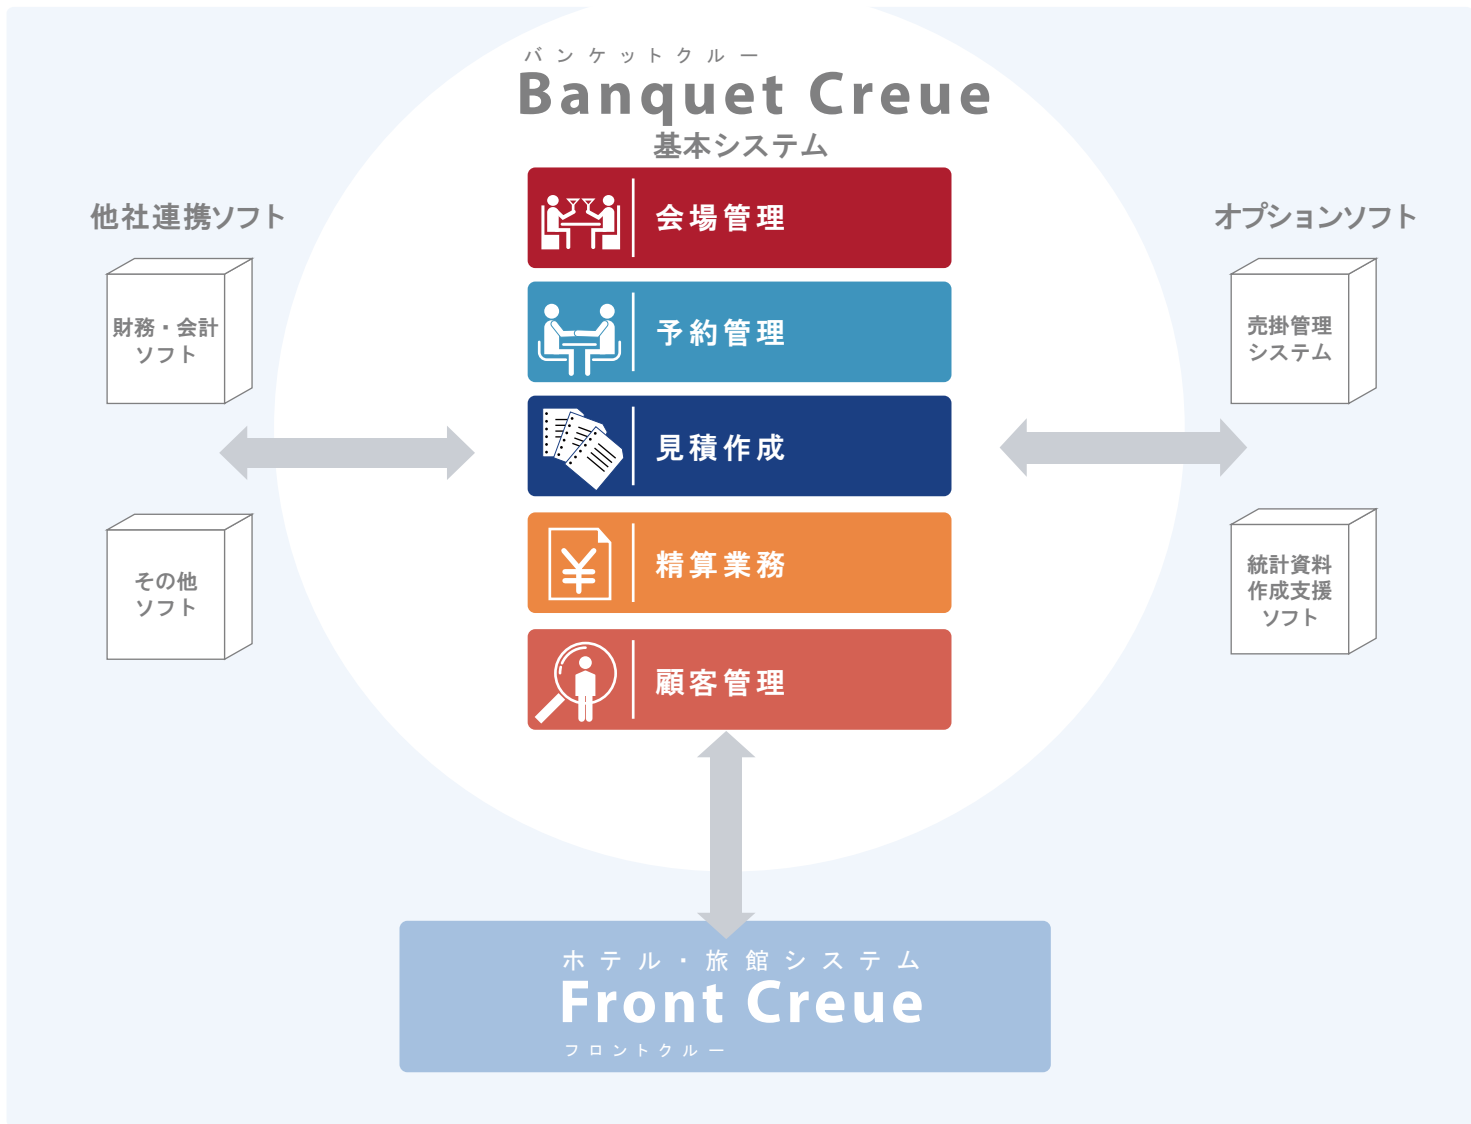 バンケットクルー
Banquet Creue
基本システム
会場管理
予約管理
見積作成
精算業務
顧客管理
他社連携ソフト
財務・会計
ソフト
その他
ソフト
オプションソフト
売掛管理
システム
統計資料
作成支援
ソフト
ホテル・旅館システム
Front Creue
フロントクルー